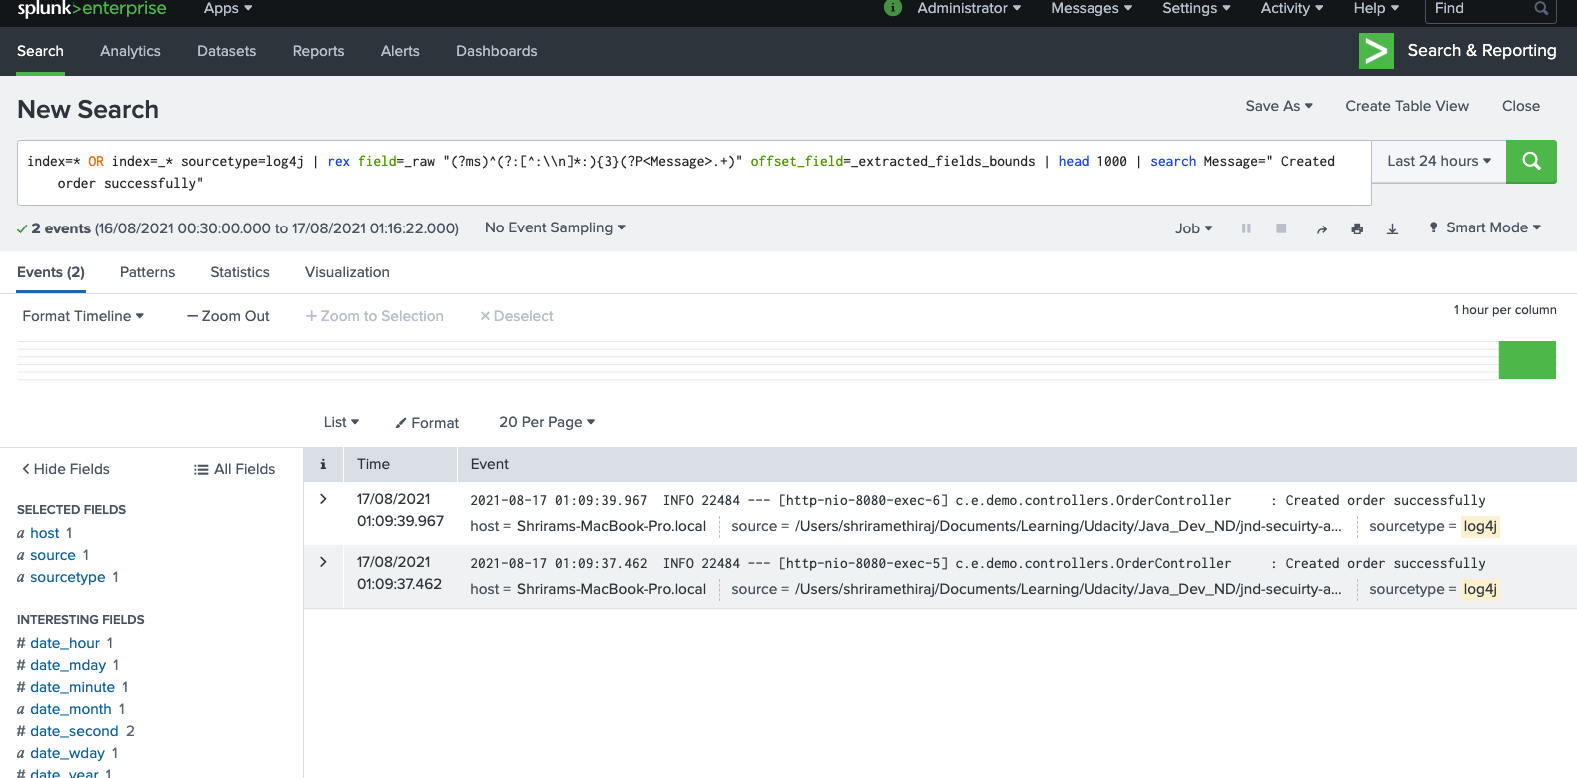 splunk>enterprise Apps Administrator Messages Settings Activity Help Find
Search Analytics Datasets Reports Alerts Dashboards Search & Reporting
New Search Save As Create Table View Close
index=* OR index=_* sourcetype=log4j | rex field=_raw "(?ms)^(?:[^:\\n]*:){3}(?P<Message>.+)" offset_field=_extracted_fields_bounds | head 1000 | search Message=" Created
order successfully"
Last 24 hours
2 events (16/08/2021 00:30:00.000 to 17/08/2021 01:16:22.000) No Event Sampling Job Smart Mode
Events (2) Patterns Statistics Visualization
Format Timeline — Zoom Out + Zoom to Selection × Deselect 1 hour per column
List Format 20 Per Page
< Hide Fields All Fields
i Time Event
SELECTED FIELDS
a host 1
a source 1
a sourcetype 1
INTERESTING FIELDS
# date_hour 1
# date_mday 1
# date_minute 1
a date_month 1
# date_second 2
a date_wday 1
# date_year 1
> 17/08/2021
01:09:39.967
2021-08-17 01:09:39.967 INFO 22484 --- [http-nio-8080-exec-6] c.e.demo.controllers.OrderController : Created order successfully
host = Shrirams-MacBook-Pro.local source = /Users/shriramethiraj/Documents/Learning/Udacity/Java_Dev_ND/jnd-secuirty-a... sourcetype = log4j
> 17/08/2021
01:09:37.462
2021-08-17 01:09:37.462 INFO 22484 --- [http-nio-8080-exec-5] c.e.demo.controllers.OrderController : Created order successfully
host = Shrirams-MacBook-Pro.local source = /Users/shriramethiraj/Documents/Learning/Udacity/Java_Dev_ND/jnd-secuirty-a... sourcetype = log4j